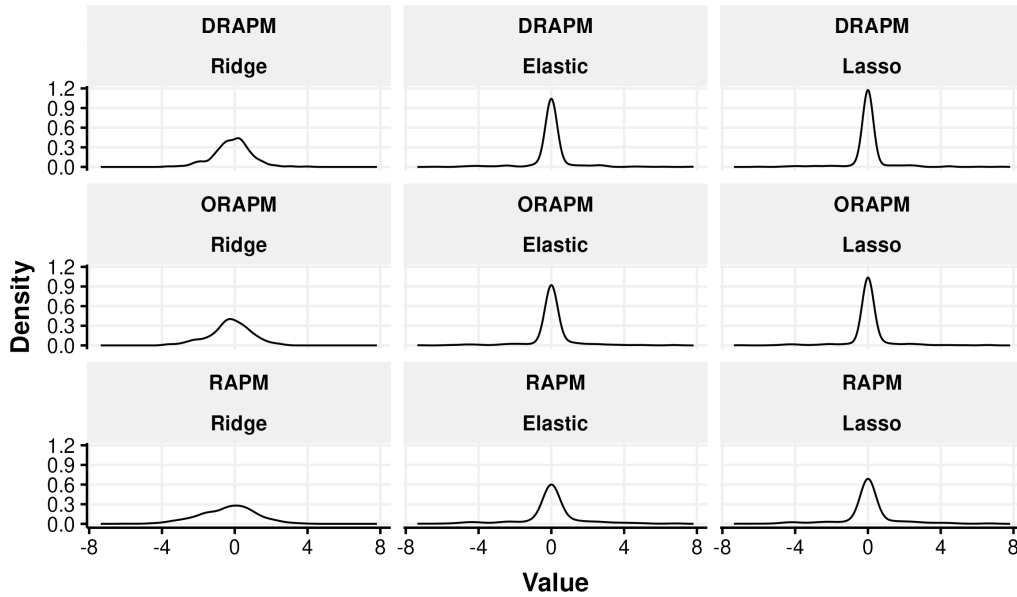 DRAPM DRAPM DRAPM
Ridge Elastic Lasso
1.2
0.9
0.6
0.3
0.0
ORAPM ORAPM ORAPM
Ridge Elastic Lasso
1.2
0.9
0.6
0.3
0.0
Density
RAPM RAPM RAPM
Ridge Elastic Lasso
1.2
0.9
0.6
0.3
0.0
-8 -4 0 4 8 -8 -4 0 4 8 -8 -4 0 4 8
Value